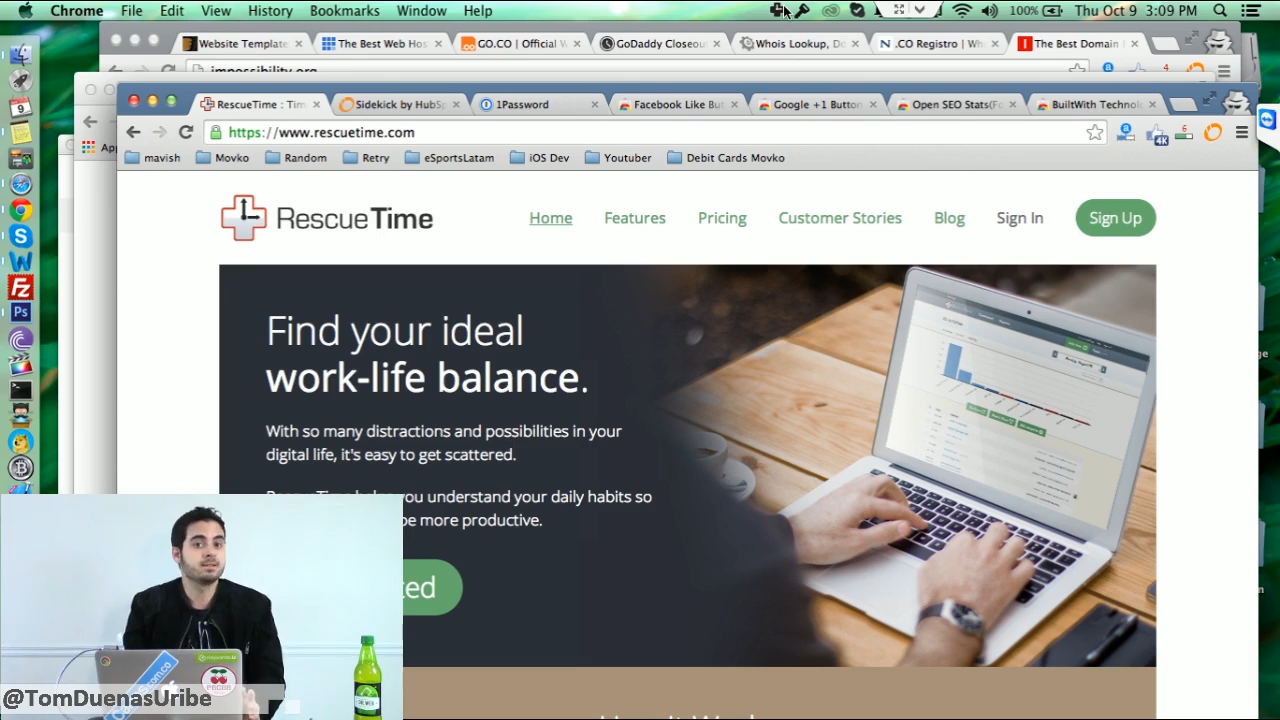 Chrome File Edit View History Bookmarks Window Help 100% Thu Oct 9 3:09 PM
Website Template The Best Web Hos GO.CO | Official W GoDaddy Closeout Whois Lookup, Do .CO Registro | Wh The Best Domain
impossibility.org 4
RescueTime : Tim Sidekick by HubSp 1Password Facebook Like But Google +1 Button Open SEO Stats(Fo BuiltWith Technolo
https://www.rescuetime.com 6 4K
mavish Movko Random Retry eSportsLatam iOS Dev Youtuber Debit Cards Movko
RescueTime Home Features Pricing Customer Stories Blog Sign In Sign Up
Find your ideal
work-life balance.
With so many distractions and possibilities in your
digital life, it's easy to get scattered.
you understand your daily habits so
be more productive.
@TomDuenasUribe